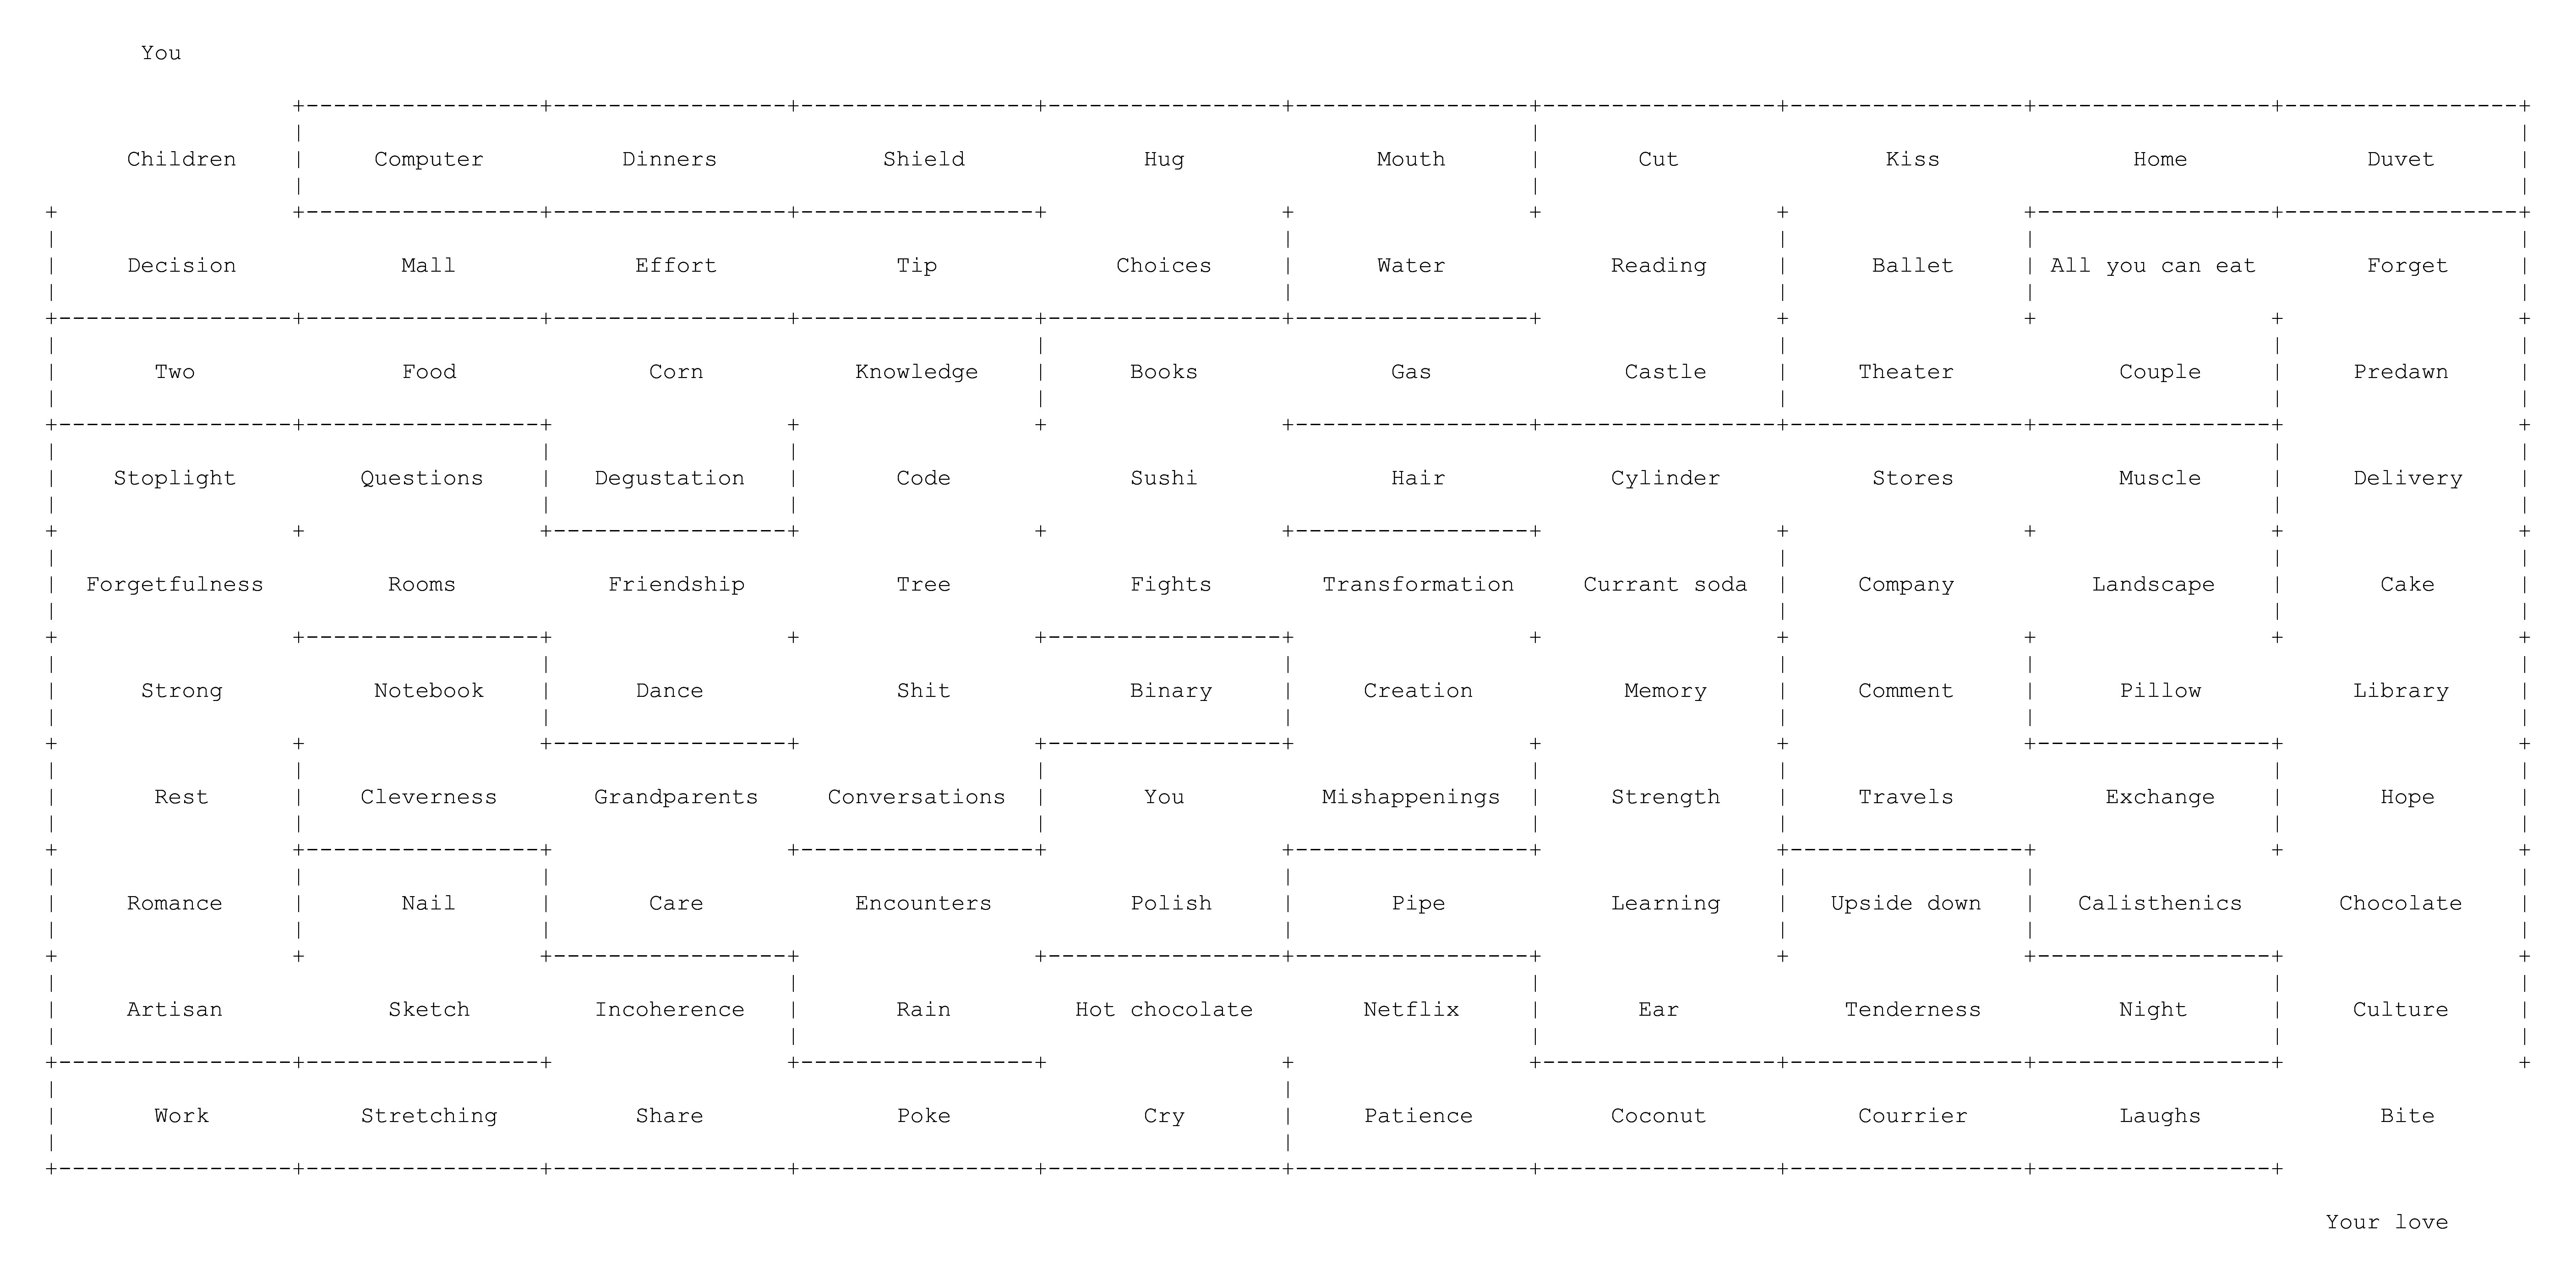 You
Children Computer Dinners Shield Hug Mouth Cut Kiss Home Duvet
Decision Mall Effort Tip Choices Water Reading Ballet All you can eat Forget
Two Food Corn Knowledge Books Gas Castle Theater Couple Predawn
Stoplight Questions Degustation Code Sushi Hair Cylinder Stores Muscle Delivery
Forgetfulness Rooms Friendship Tree Fights Transformation Currant soda Company Landscape Cake
Strong Notebook Dance Shit Binary Creation Memory Comment Pillow Library
Rest Cleverness Grandparents Conversations You Mishappenings Strength Travels Exchange Hope
Romance Nail Care Encounters Polish Pipe Learning Upside down Calisthenics Chocolate
Artisan Sketch Incoherence Rain Hot chocolate Netflix Ear Tenderness Night Culture
Work Stretching Share Poke Cry Patience Coconut Courrier Laughs Bite
Your love